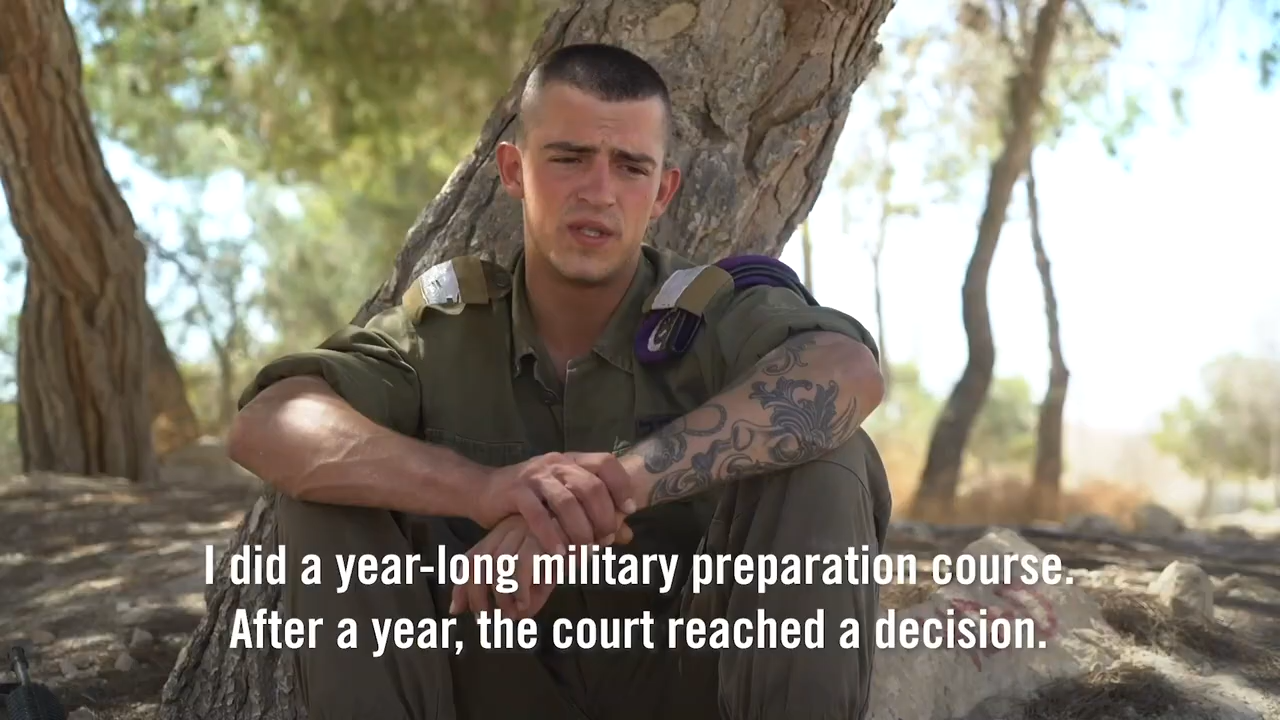 I did a year-long military preparation course.
After a year, the court reached a decision.